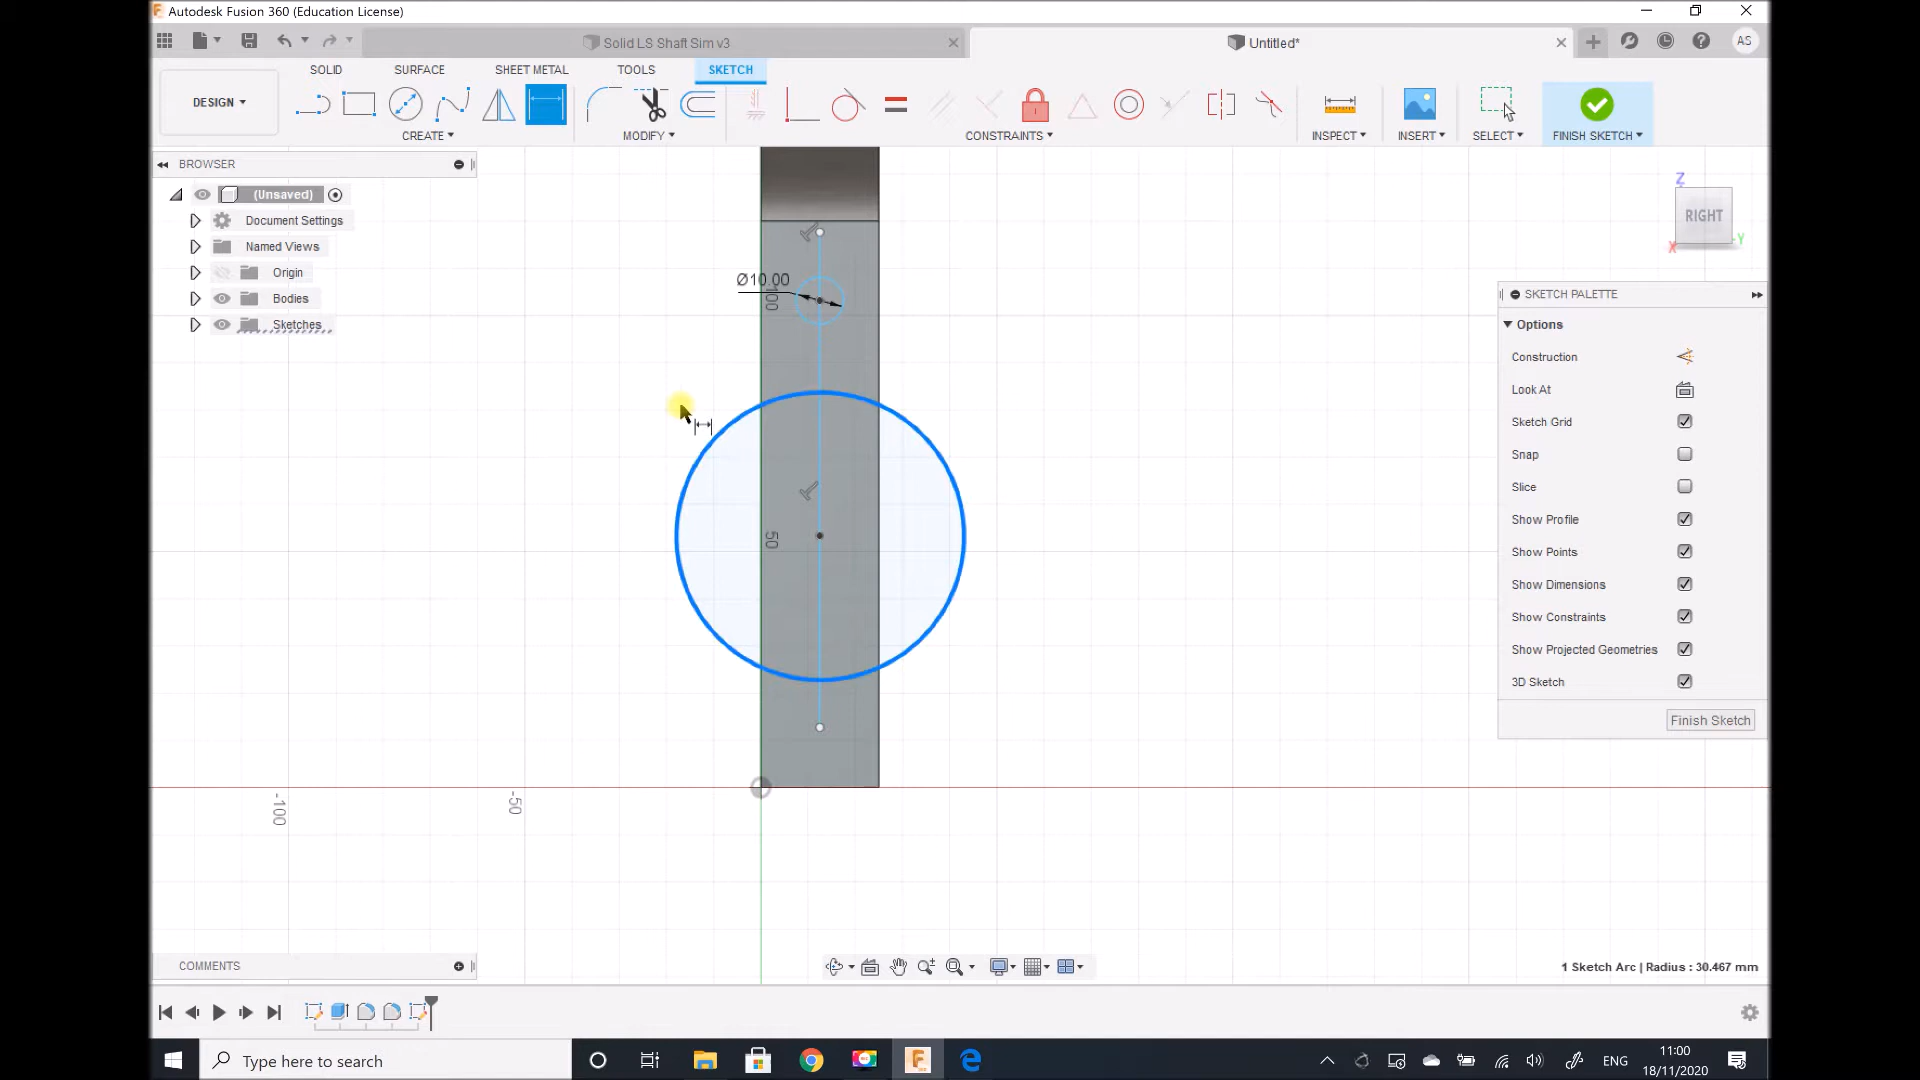 Autodesk Fusion 360 (Education License)
Solid LS Shaft Sim v3
Untitled*
AS
DESIGN
SOLID
SURFACE
SHEET METAL
TOOLS
SKETCH
CREATE
MODIFY
CONSTRAINTS
INSPECT
INSERT
SELECT
FINISH SKETCH
BROWSER
(Unsaved)
Document Settings
Named Views
Origin
Bodies
Sketches
Z
RIGHT
X
Y
Ø10.00
100
50
-100
-50
SKETCH PALETTE
Options
Construction
Look At
Sketch Grid
Snap
Slice
Show Profile
Show Points
Show Dimensions
Show Constraints
Show Projected Geometries
3D Sketch
Finish Sketch
COMMENTS
1 Sketch Arc | Radius : 30.467 mm
Type here to search
ENG
11:00
18/11/2020